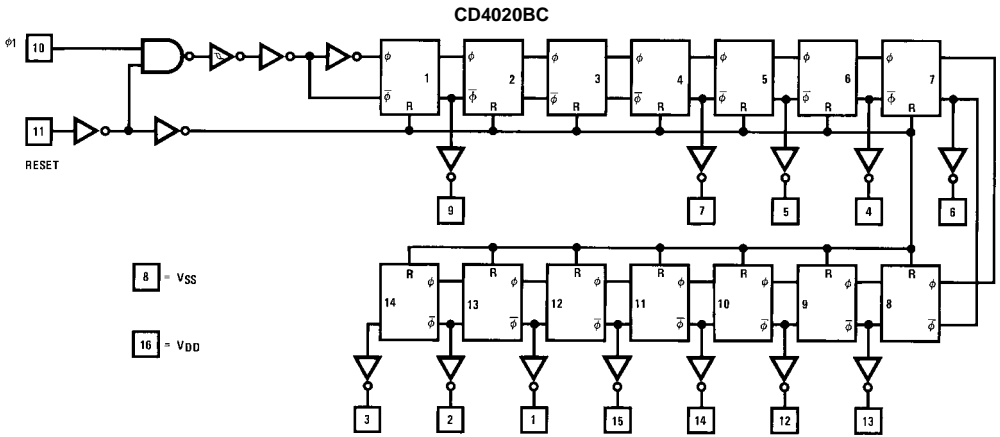 CD4020BC
ϕ1 10
ϕ ϕ ϕ ϕ ϕ ϕ
1 2 3 4 5 6 7
ϕ̅ ϕ̅ ϕ̅ ϕ̅ ϕ̅ ϕ̅
R R R R R R R
11
RESET
9 7 5 4 6
R R R R R R R
8 = VSS
ϕ ϕ ϕ ϕ ϕ ϕ ϕ
14 13 12 11 10 9 8
ϕ̅ ϕ̅ ϕ̅ ϕ̅ ϕ̅ ϕ̅ ϕ̅
16 = VDD
3 2 1 15 14 12 13